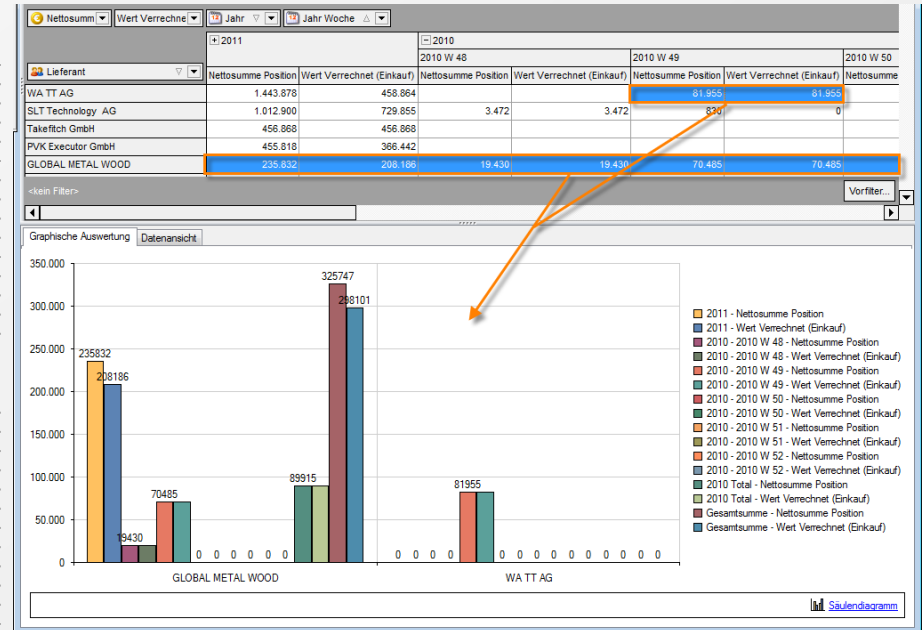 Nettosumm Wert Verrechne Jahr Jahr Woche
2011 2010
2010 W 48 2010 W 49 2010 W 50
Lieferant Nettosumme Position Wert Verrechnet (Einkauf) Nettosumme Position Wert Verrechnet (Einkauf) Nettosumme Position Wert Verrechnet (Einkauf) Nettosumme
WA TT AG 1.443.878 458.864 81.955 81.955
SLT Technology AG 1.012.900 729.855 3.472 3.472 830 0
Takefitch GmbH 456.868 456.868
PVK Executor GmbH 455.818 366.442
GLOBAL METAL WOOD 235.832 208.186 19.430 19.430 70.485 70.485
<kein Filter> Vorfilter...
Graphische Auswertung Datenansicht
350.000
300.000
250.000
200.000
150.000
100.000
50.000
0
235832
208186
19430
70485
0 0 0 0 0 0
89915
325747
298101
0 0 0 0
81955
0 0 0 0 0 0 0 0 0 0
GLOBAL METAL WOOD WA TT AG
2011 - Nettosumme Position
2011 - Wert Verrechnet (Einkauf)
2010 - 2010 W 48 - Nettosumme Position
2010 - 2010 W 48 - Wert Verrechnet (Einkauf)
2010 - 2010 W 49 - Nettosumme Position
2010 - 2010 W 49 - Wert Verrechnet (Einkauf)
2010 - 2010 W 50 - Nettosumme Position
2010 - 2010 W 50 - Wert Verrechnet (Einkauf)
2010 - 2010 W 51 - Nettosumme Position
2010 - 2010 W 51 - Wert Verrechnet (Einkauf)
2010 - 2010 W 52 - Nettosumme Position
2010 - 2010 W 52 - Wert Verrechnet (Einkauf)
2010 Total - Nettosumme Position
2010 Total - Wert Verrechnet (Einkauf)
Gesamtsumme - Nettosumme Position
Gesamtsumme - Wert Verrechnet (Einkauf)
Säulendiagramm